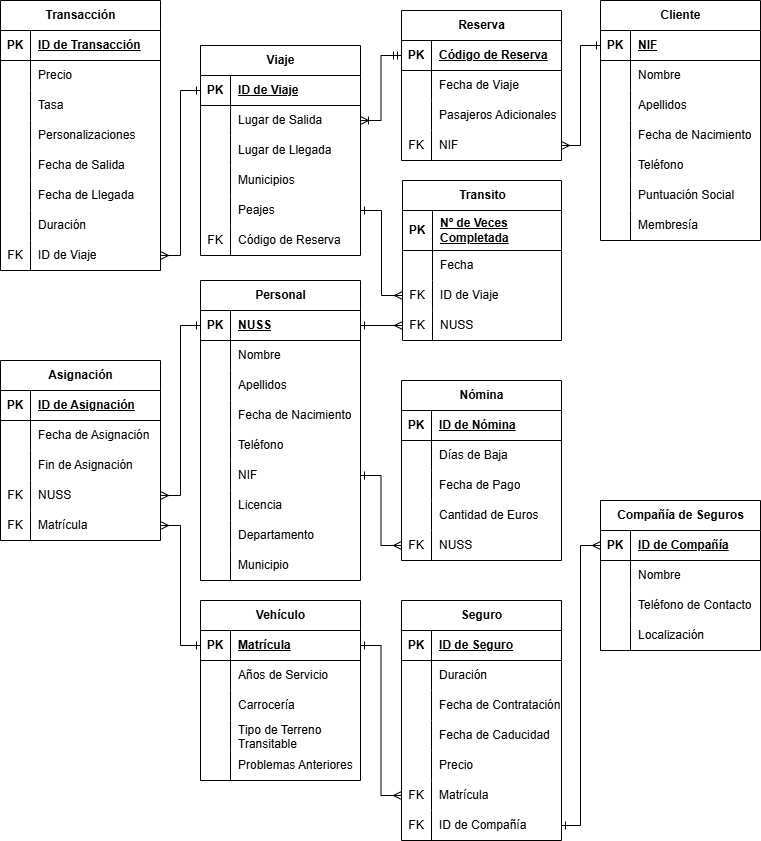 Transacción
PK ID de Transacción
Precio
Tasa
Personalizaciones
Fecha de Salida
Fecha de Llegada
Duración
FK ID de Viaje
Viaje
PK ID de Viaje
Lugar de Salida
Lugar de Llegada
Municipios
Peajes
FK Código de Reserva
Reserva
PK Código de Reserva
Fecha de Viaje
Pasajeros Adicionales
FK NIF
Cliente
PK NIF
Nombre
Apellidos
Fecha de Nacimiento
Teléfono
Puntuación Social
Membresía
Transito
PK Nº de Veces
Completada
Fecha
FK ID de Viaje
FK NUSS
Personal
PK NUSS
Nombre
Apellidos
Fecha de Nacimiento
Teléfono
NIF
Licencia
Departamento
Municipio
Asignación
PK ID de Asignación
Fecha de Asignación
Fin de Asignación
FK NUSS
FK Matrícula
Nómina
PK ID de Nómina
Días de Baja
Fecha de Pago
Cantidad de Euros
FK NUSS
Compañía de Seguros
PK ID de Compañía
Nombre
Teléfono de Contacto
Localización
Vehículo
PK Matrícula
Años de Servicio
Carrocería
Tipo de Terreno
Transitable
Problemas Anteriores
Seguro
PK ID de Seguro
Duración
Fecha de Contratación
Fecha de Caducidad
Precio
FK Matrícula
FK ID de Compañía